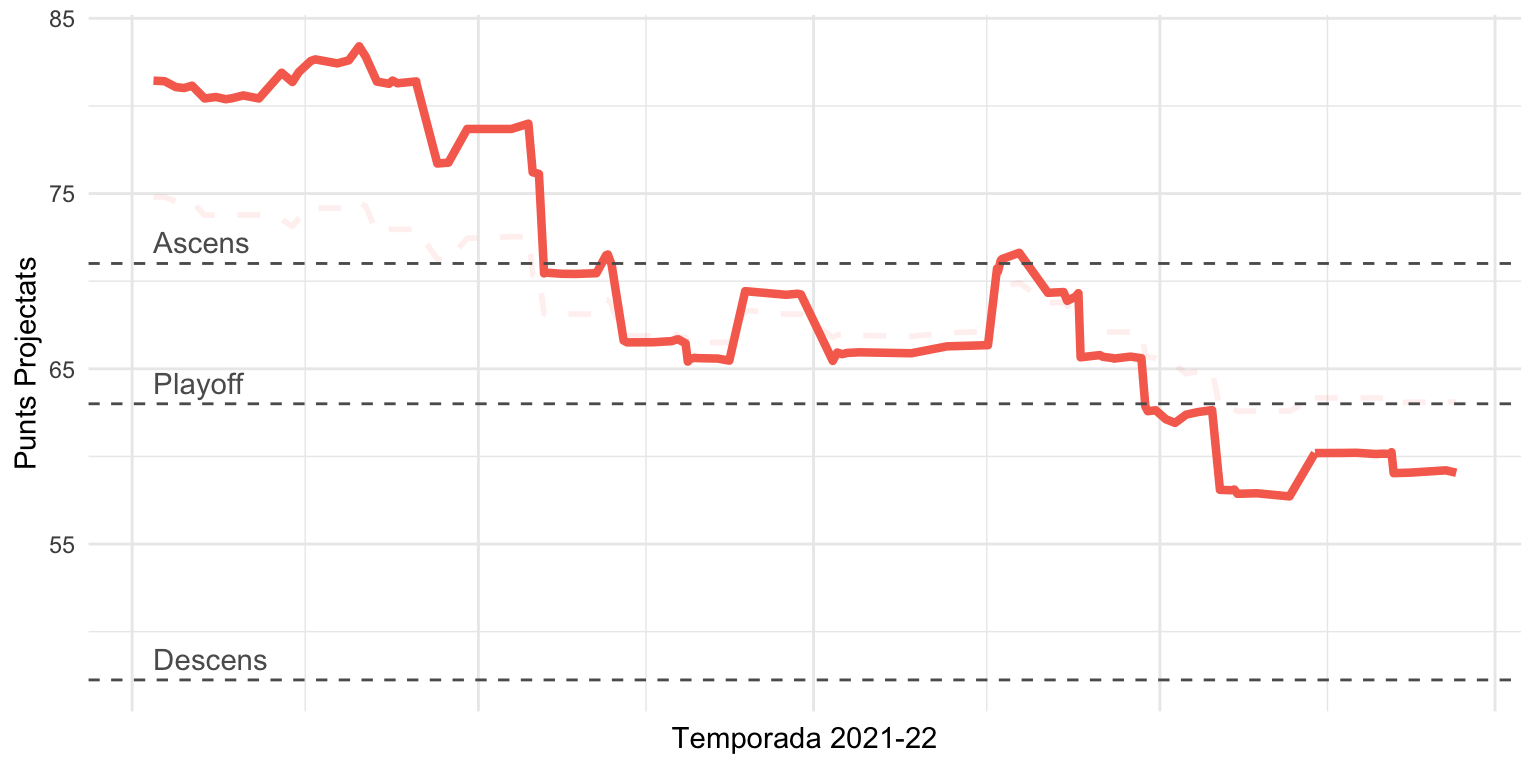 85
75
65
55
Punts Projectats
Ascens
Playoff
Descens
Temporada 2021-22